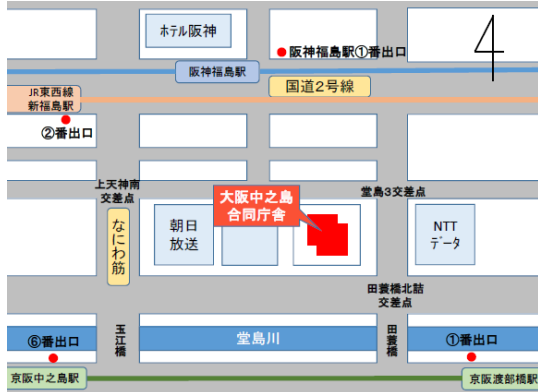 ホテル阪神
阪神福島駅①番出口
阪神福島駅
国道2号線
JR東西線
新福島駅
②番出口
上天神南
交差点
大阪中之島
合同庁舎
堂島3交差点
なにわ筋
朝日
放送
NTT
データ
田蓑橋北詰
交差点
⑥番出口
玉江橋
堂島川
田蓑橋
①番出口
京阪中之島駅
京阪渡部橋駅